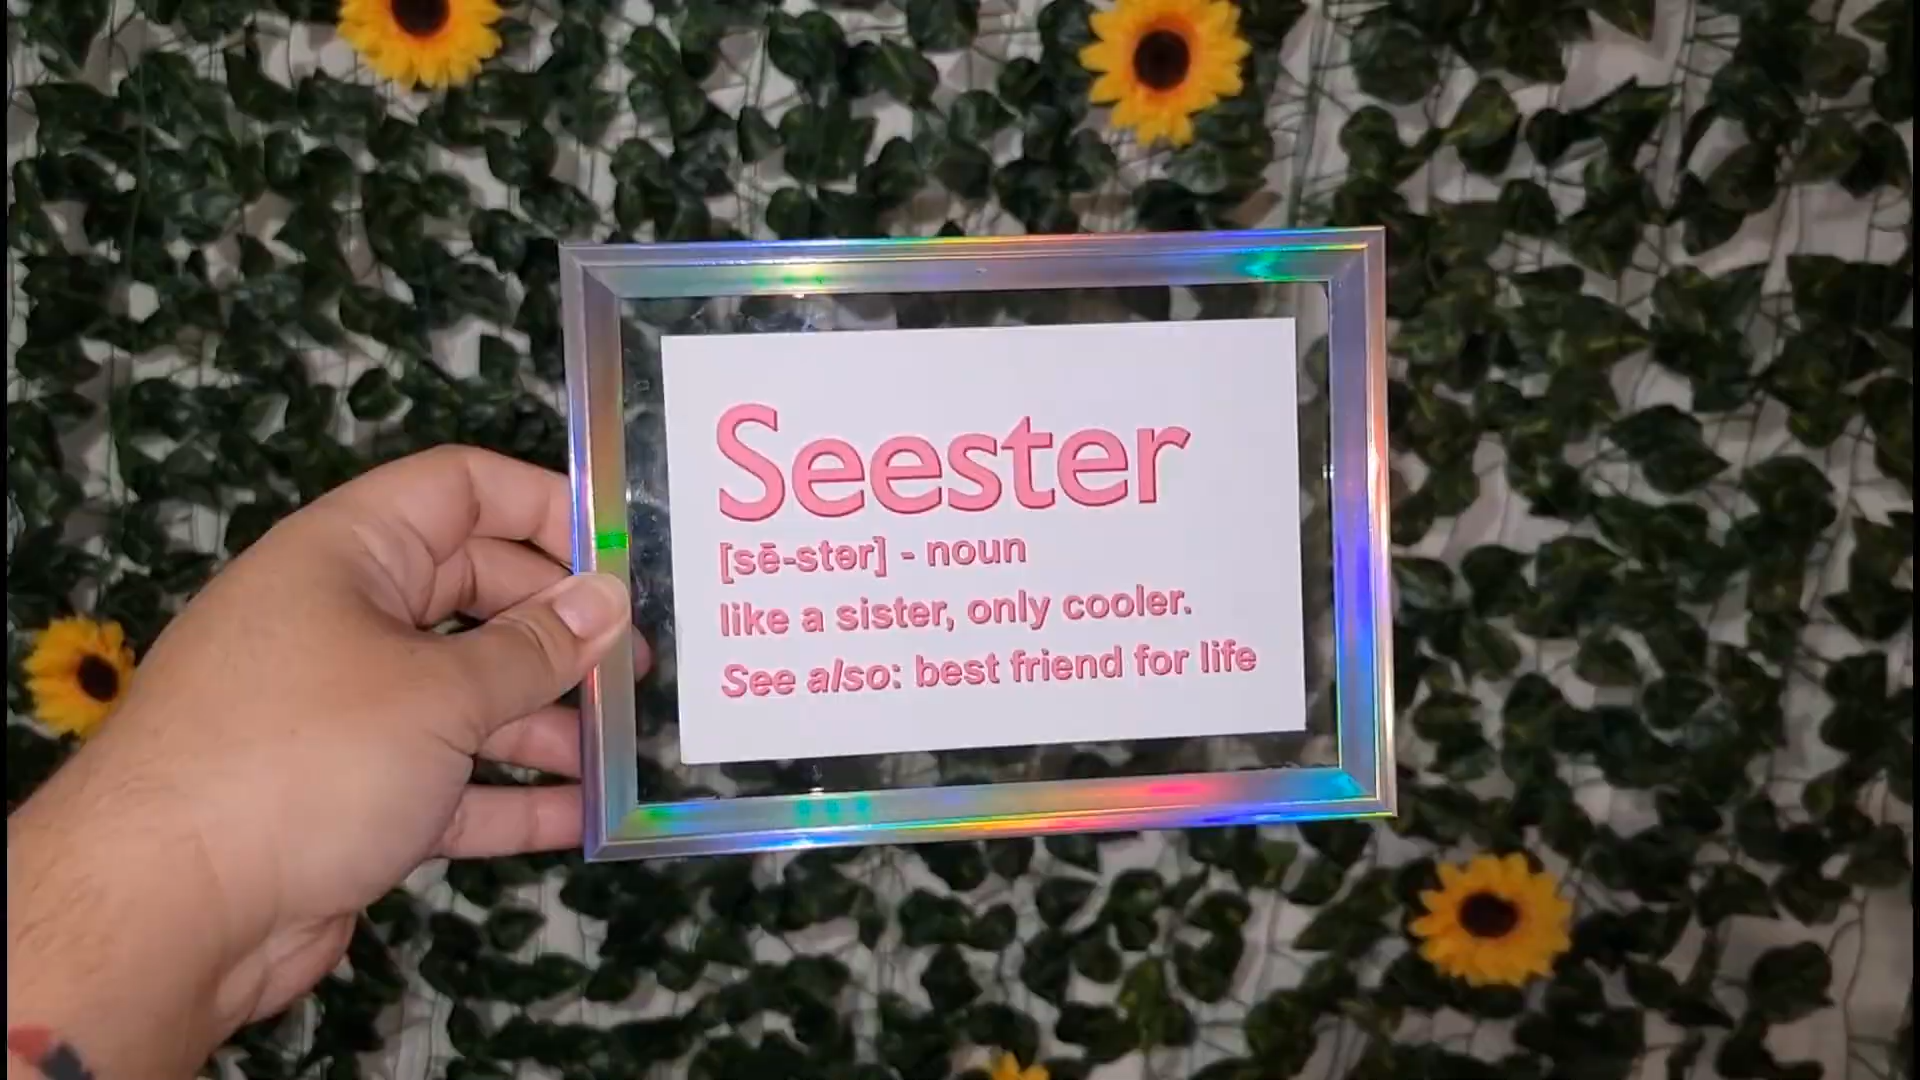 Seester
[sē-stər] - noun
like a sister, only cooler.
See also: best friend for life